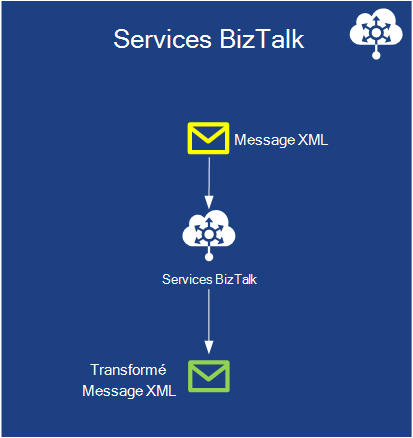 Services BizTalk
Message XML
Services BizTalk
Transformé
Message XML